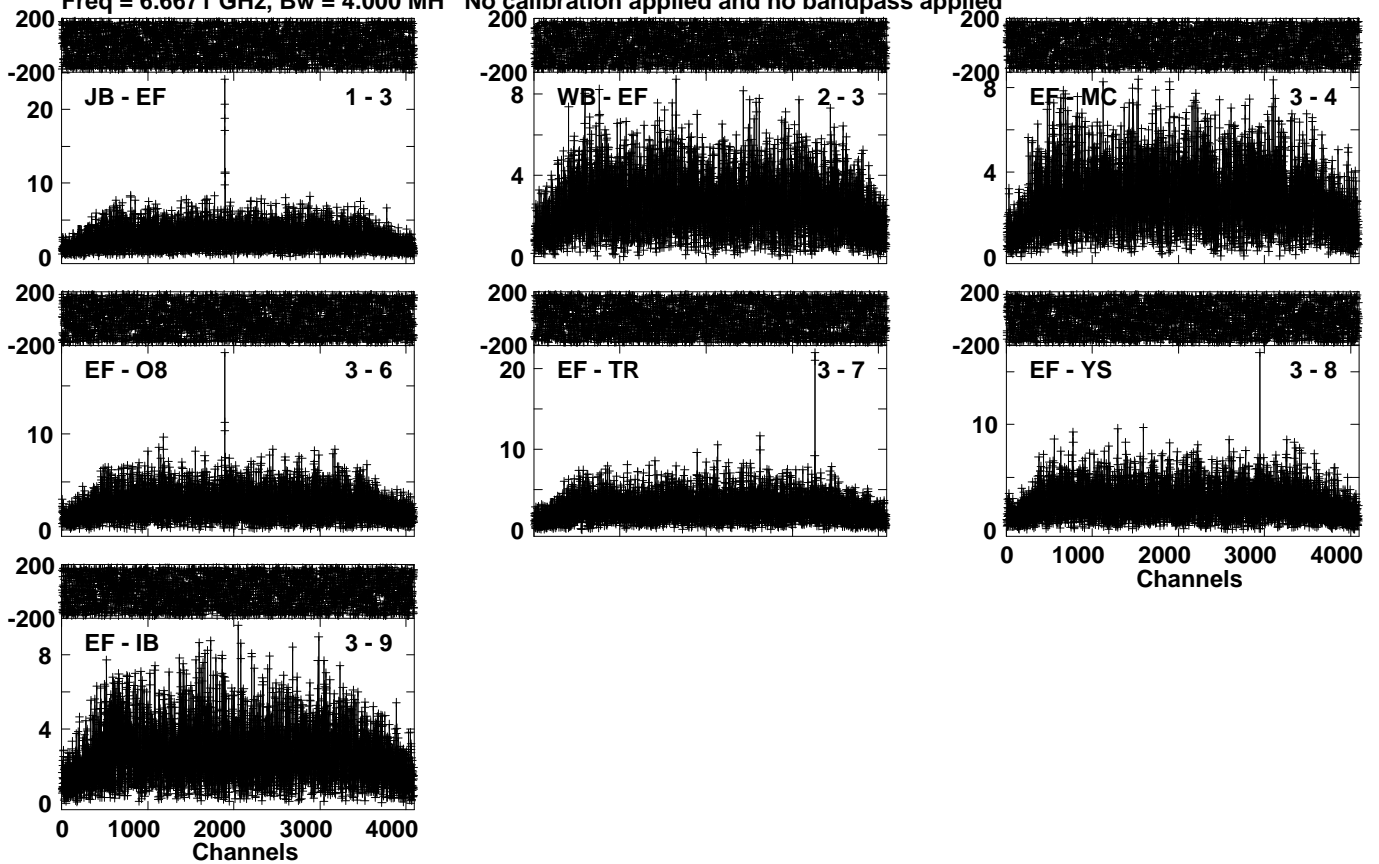 Freq = 6.6671 GHz, Bw = 4.000 MH No calibration applied and no bandpass applied
200
-200
JB - EF 1 - 3
20
10
0
200
-200
WB - EF 2 - 3
8
4
0
200
-200
EF - MC 3 - 4
8
4
0
200
-200
EF - O8 3 - 6
10
0
200
-200
EF - TR 3 - 7
20
10
0
200
-200
EF - YS 3 - 8
10
0
0 1000 2000 3000 4000
Channels
200
-200
EF - IB 3 - 9
8
4
0
0 1000 2000 3000 4000
Channels